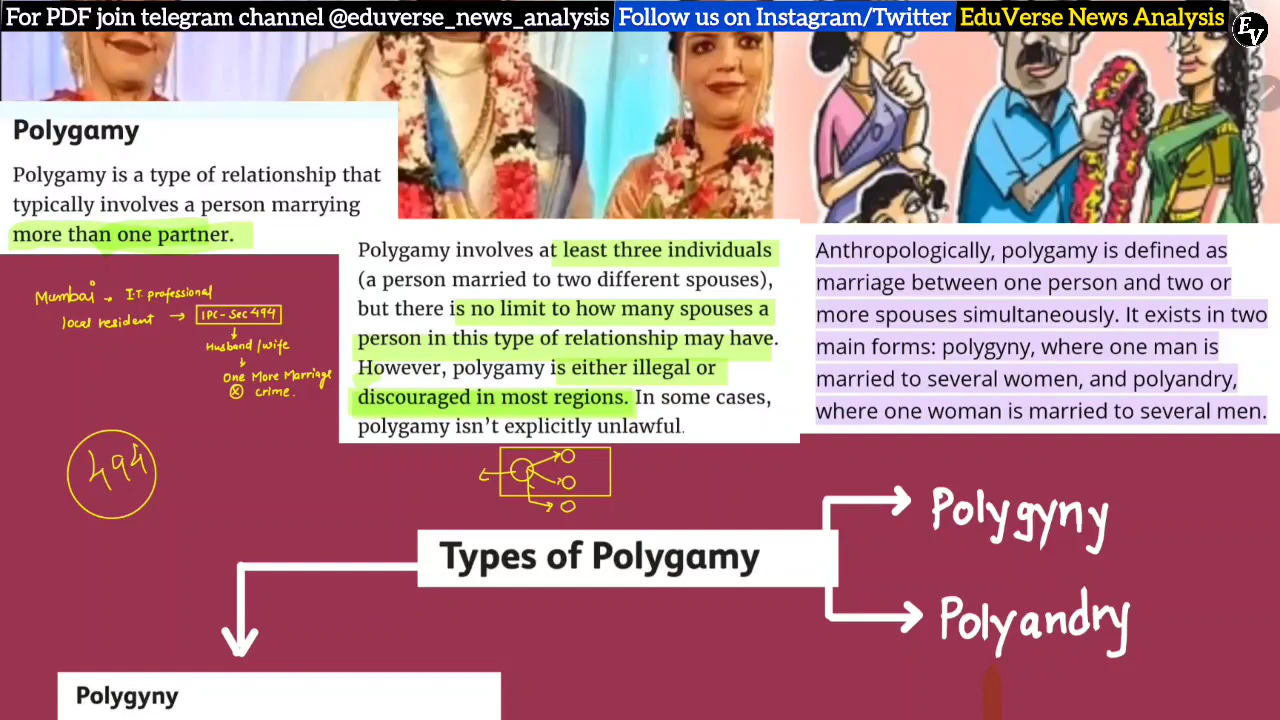 For PDF join telegram channel @eduverse_news_analysis Follow us on Instagram/Twitter EduVerse News Analysis
EV
Polygamy
Polygamy is a type of relationship that
typically involves a person marrying
more than one partner.
Mumbai → I.T. professional
local resident → IPC - Sec 494
Husband/wife
One More Marriage
crime.
494
Polygamy involves at least three individuals
(a person married to two different spouses),
but there is no limit to how many spouses a
person in this type of relationship may have.
However, polygamy is either illegal or
discouraged in most regions. In some cases,
polygamy isn’t explicitly unlawful.
Anthropologically, polygamy is defined as
marriage between one person and two or
more spouses simultaneously. It exists in two
main forms: polygyny, where one man is
married to several women, and polyandry,
where one woman is married to several men.
Types of Polygamy
Polygyny
Polyandry
Polygyny